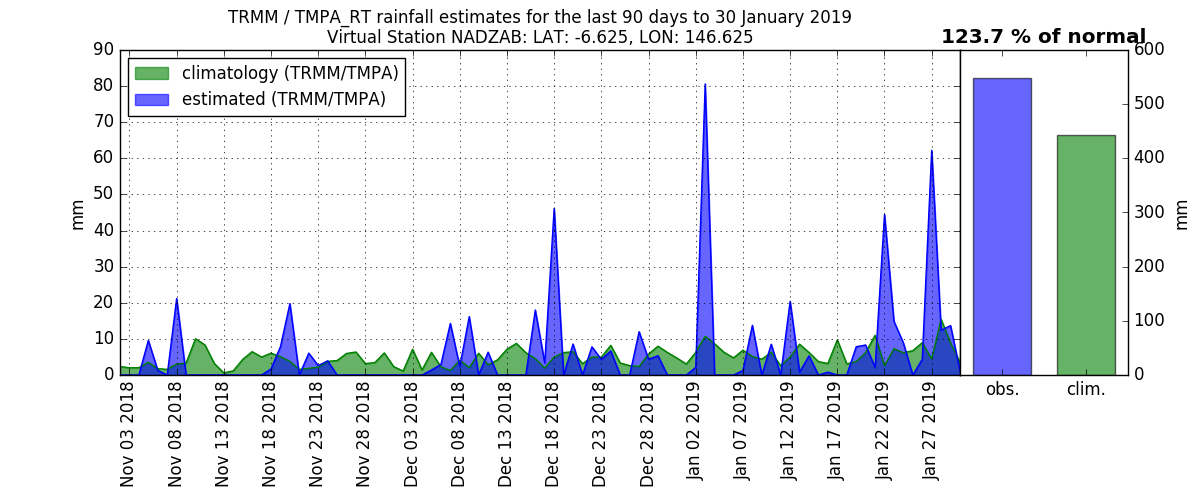 TRMM / TMPA_RT rainfall estimates for the last 90 days to 30 January 2019
Virtual Station NADZAB: LAT: -6.625, LON: 146.625
123.7 % of normal
climatology (TRMM/TMPA)
estimated (TRMM/TMPA)
mm
90
80
70
60
50
40
30
20
10
0
Nov 03 2018
Nov 08 2018
Nov 13 2018
Nov 18 2018
Nov 23 2018
Nov 28 2018
Dec 03 2018
Dec 08 2018
Dec 13 2018
Dec 18 2018
Dec 23 2018
Dec 28 2018
Jan 02 2019
Jan 07 2019
Jan 12 2019
Jan 17 2019
Jan 22 2019
Jan 27 2019
600
500
400
300
200
100
0
mm
obs.
clim.